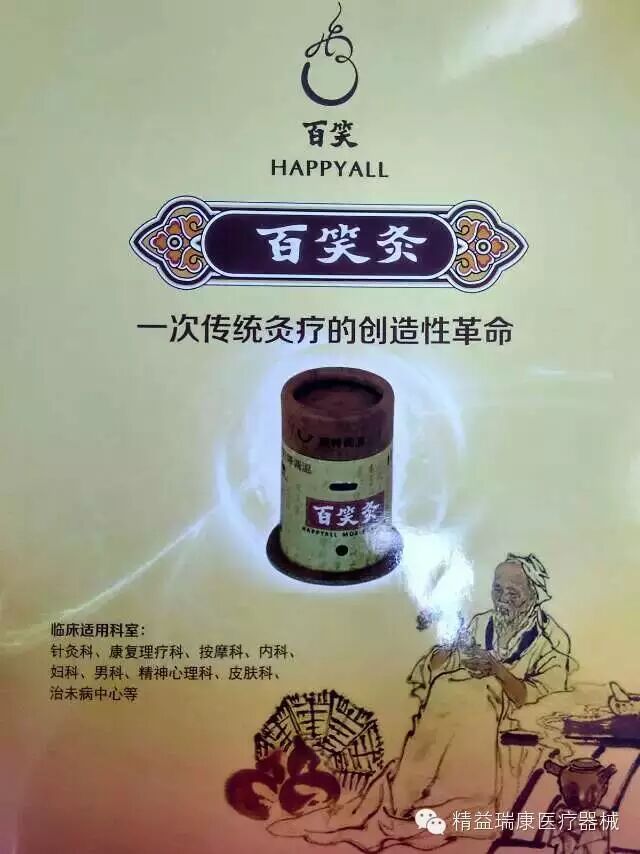 百笑
HAPPYALL
百笑灸
一次传统灸疗的创造性革命
百笑灸
临床适用科室：
针灸科、康复理疗科、按摩科、内科、
妇科、男科、精神心理科、皮肤科、
治未病中心等
精益瑞康医疗器械